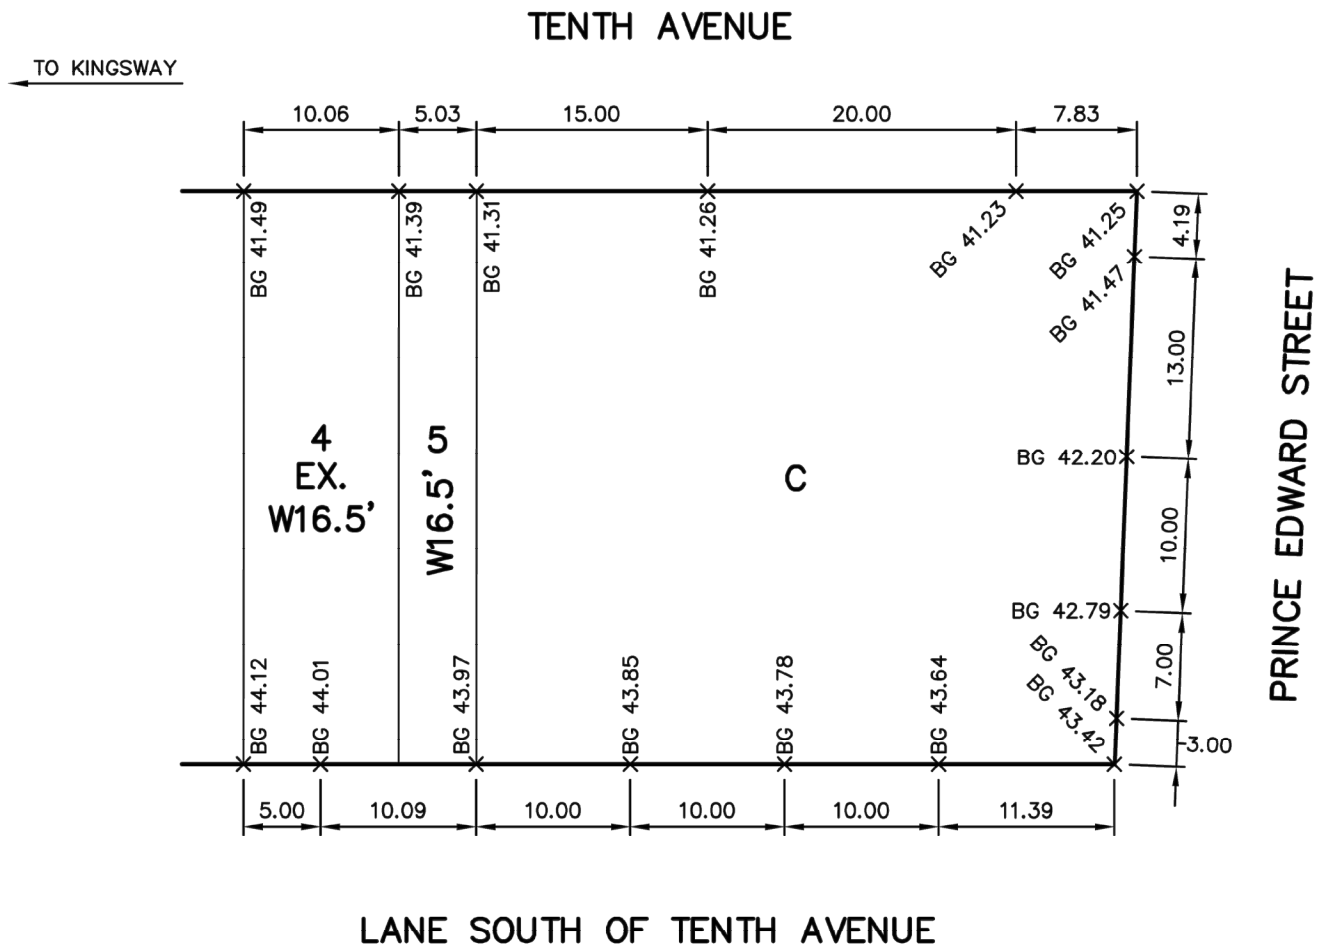 TENTH AVENUE
TO KINGSWAY
10.06
5.03
15.00
20.00
7.83
BG 41.49
BG 41.39
BG 41.31
BG 41.26
BG 41.23
BG 41.25
4.19
BG 41.47
13.00
BG 42.20
10.00
BG 42.79
7.00
BG 43.18
BG 43.42
3.00
PRINCE EDWARD STREET
4
EX.
W16.5'
5
W16.5'
C
BG 44.12
BG 44.01
BG 43.97
BG 43.85
BG 43.78
BG 43.64
5.00
10.09
10.00
10.00
10.00
11.39
LANE SOUTH OF TENTH AVENUE